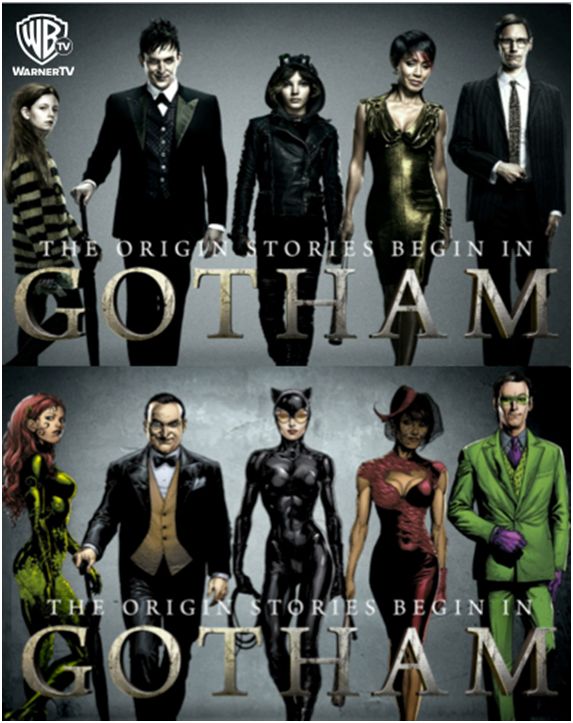 WB TV
WARNERTV
THE ORIGIN STORIES BEGIN IN
GOTHAM
THE ORIGIN STORIES BEGIN IN
GOTHAM